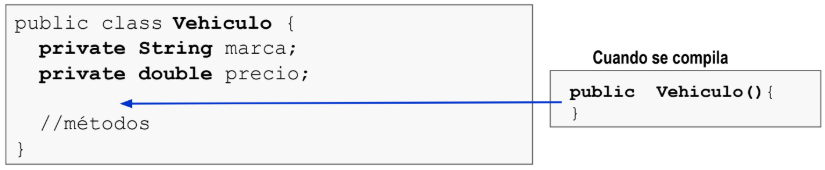 public class Vehiculo {
private String marca;
private double precio;
//métodos
}
Cuando se compila
public Vehiculo(){
}